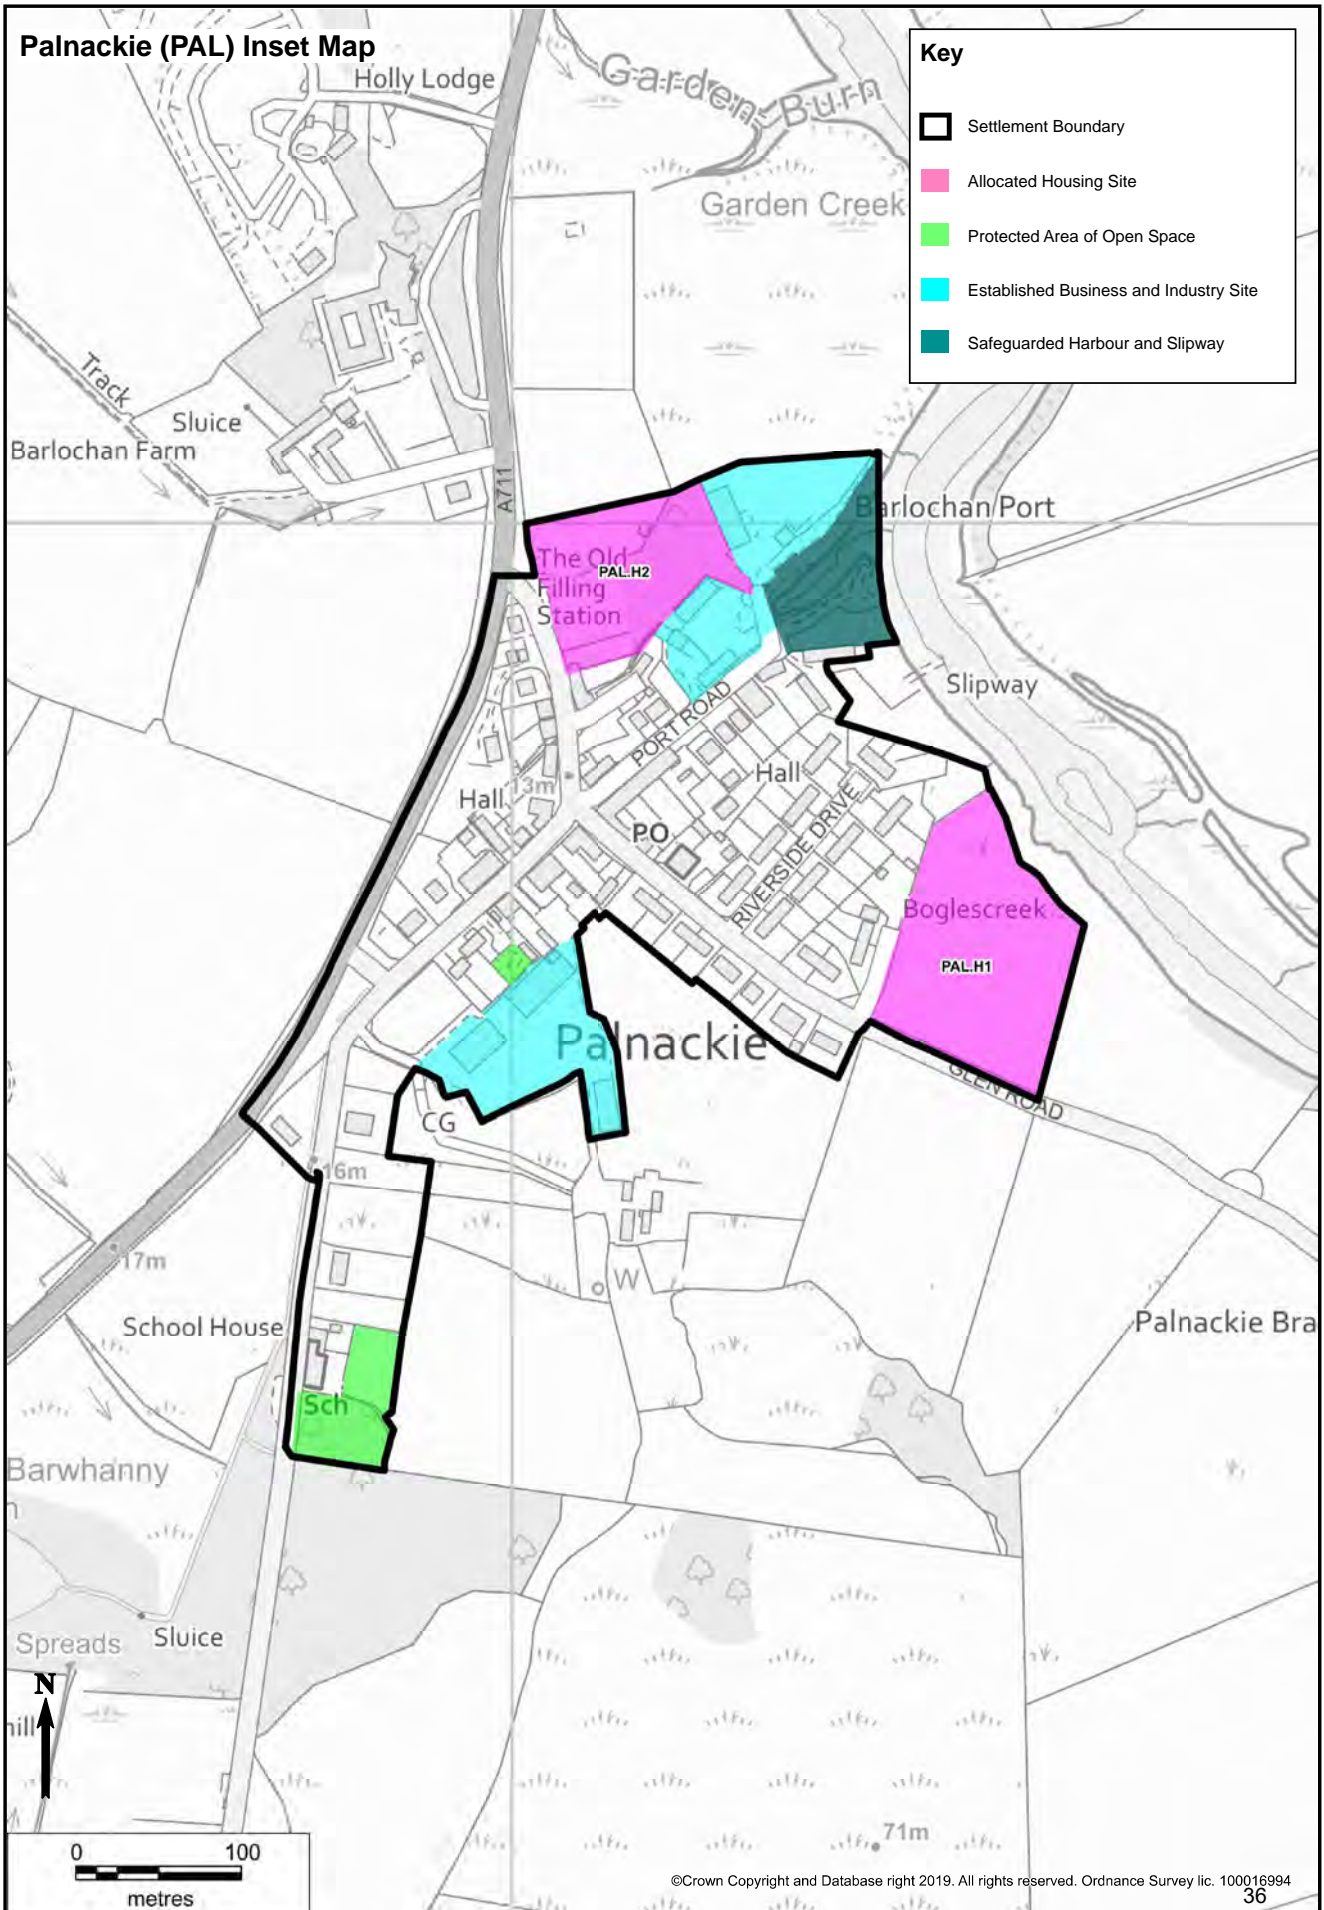 Palnackie (PAL) Inset Map
Key
Settlement Boundary
Allocated Housing Site
Protected Area of Open Space
Established Business and Industry Site
Safeguarded Harbour and Slipway
Holly Lodge
Garden Burn
Garden Creek
Track
Sluice
Barlochan Farm
A711
Barlochan Port
The Old
Filling
Station
PAL.H2
Slipway
PORT ROAD
Hall
Hall
13m
PO
RIVERSIDE DRIVE
Boglescreek
PAL.H1
Palnackie
GLEN ROAD
CG
16m
17m
W
School House
Palnackie Bra
Sch
Barwhanny
n
Spreads
Sluice
N
hill
71m
0 100
metres
©Crown Copyright and Database right 2019. All rights reserved. Ordnance Survey lic. 100016994
36